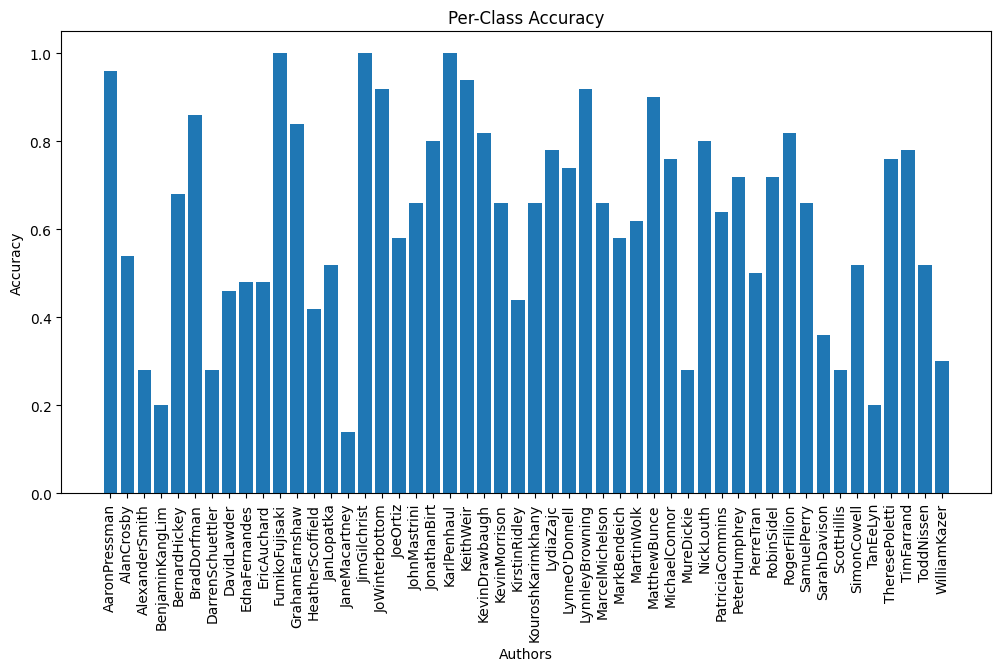 Per-Class Accuracy
Accuracy
1.0
0.8
0.6
0.4
0.2
0.0
AaronPressman
AlanCrosby
AlexanderSmith
BenjaminKangLim
BernardHickey
BradDorfman
DarrenSchuettler
DavidLawder
EdnaFernandes
EricAuchard
FumikoFujisaki
GrahamEarnshaw
HeatherScoffield
JanLopatka
JaneMacartney
JimGilchrist
JoWinterbottom
JoeOrtiz
JohnMastrini
JonathanBirt
KarlPenhaul
KeithWeir
KevinDrawbaugh
KevinMorrison
KirstinRidley
KouroshKarimkhany
LydiaZajc
LynneO'Donnell
LynnleyBrowning
MarcelMichelson
MarkBendeich
MartinWolk
MatthewBunce
MichaelConnor
MureDickie
NickLouth
PatriciaCommins
PeterHumphrey
PierreTran
RobinSidel
RogerFillion
SamuelPerry
SarahDavison
ScottHillis
SimonCowell
TanEeLyn
TheresePoletti
TimFarrand
ToddNissen
WilliamKazer
Authors